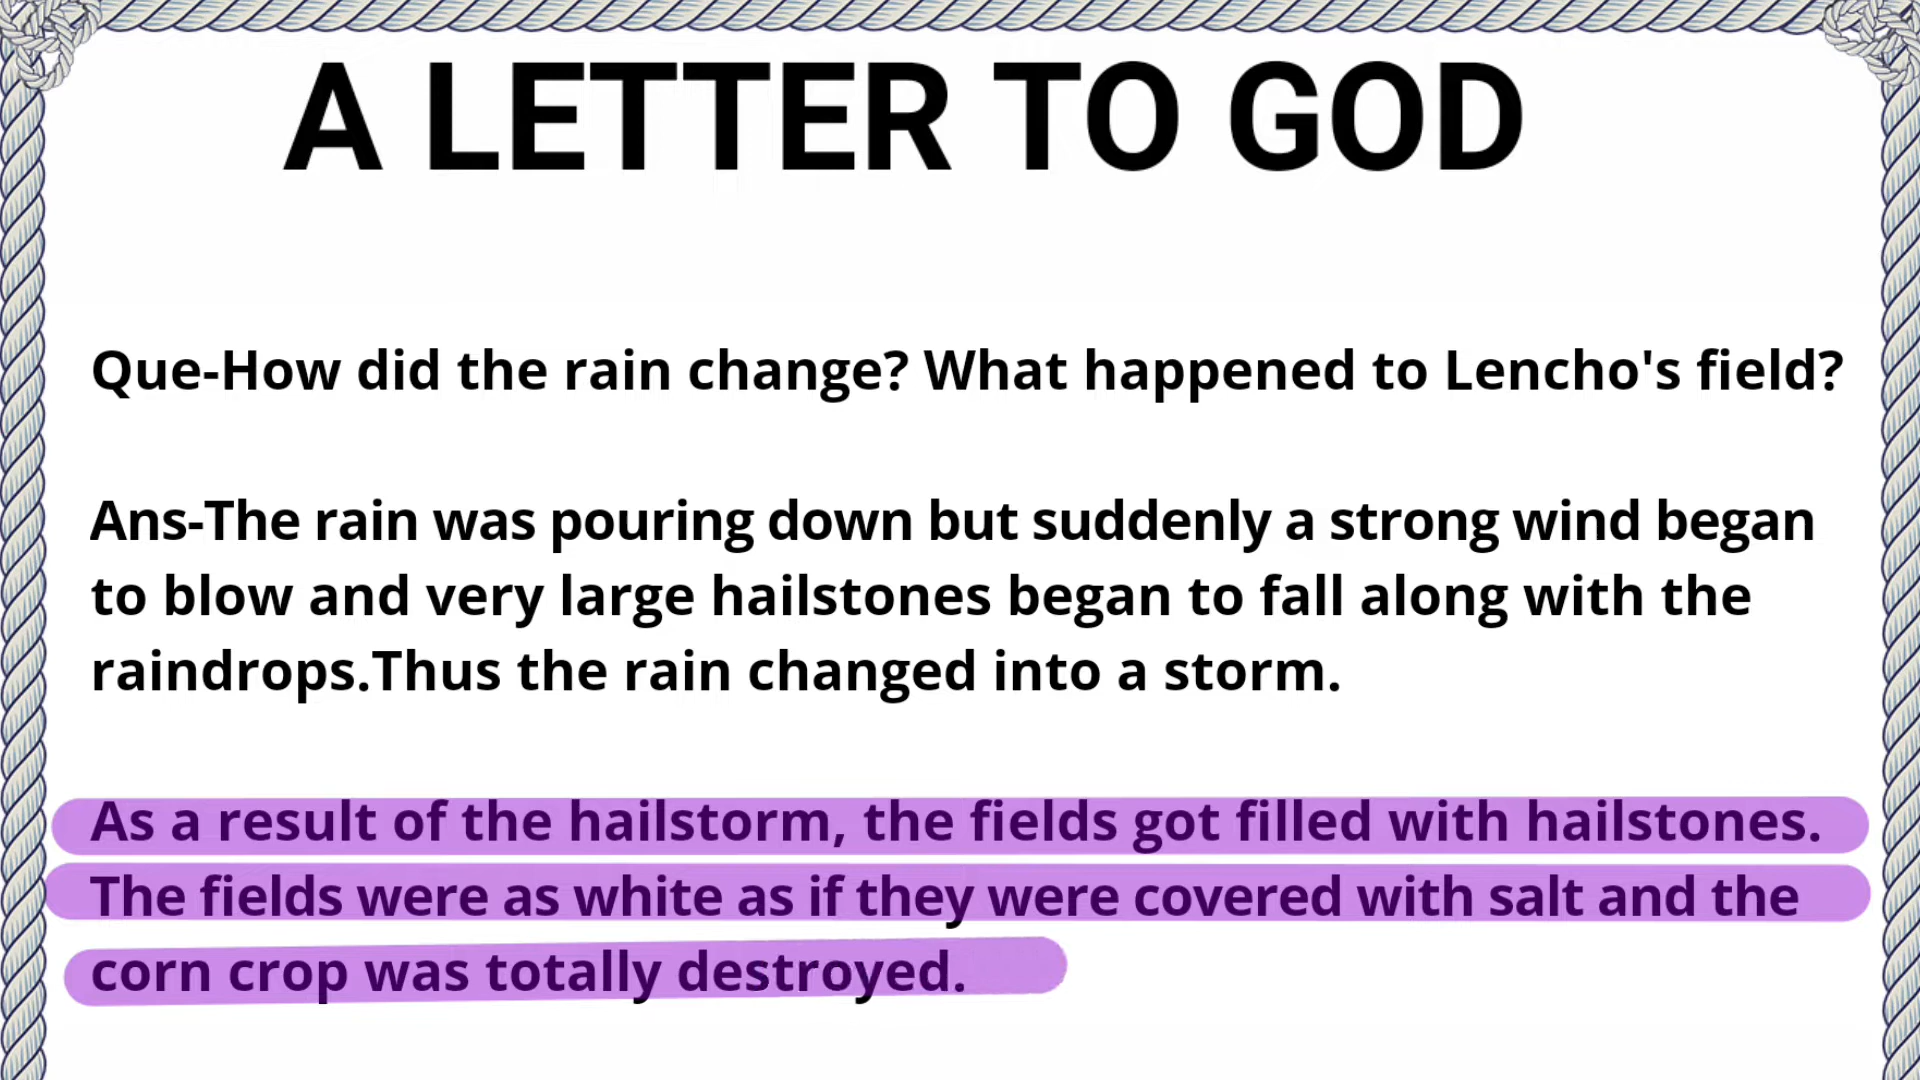 A LETTER TO GOD
Que-How did the rain change? What happened to Lencho's field?
Ans-The rain was pouring down but suddenly a strong wind began
to blow and very large hailstones began to fall along with the
raindrops.Thus the rain changed into a storm.
As a result of the hailstorm, the fields got filled with hailstones.
The fields were as white as if they were covered with salt and the
corn crop was totally destroyed.